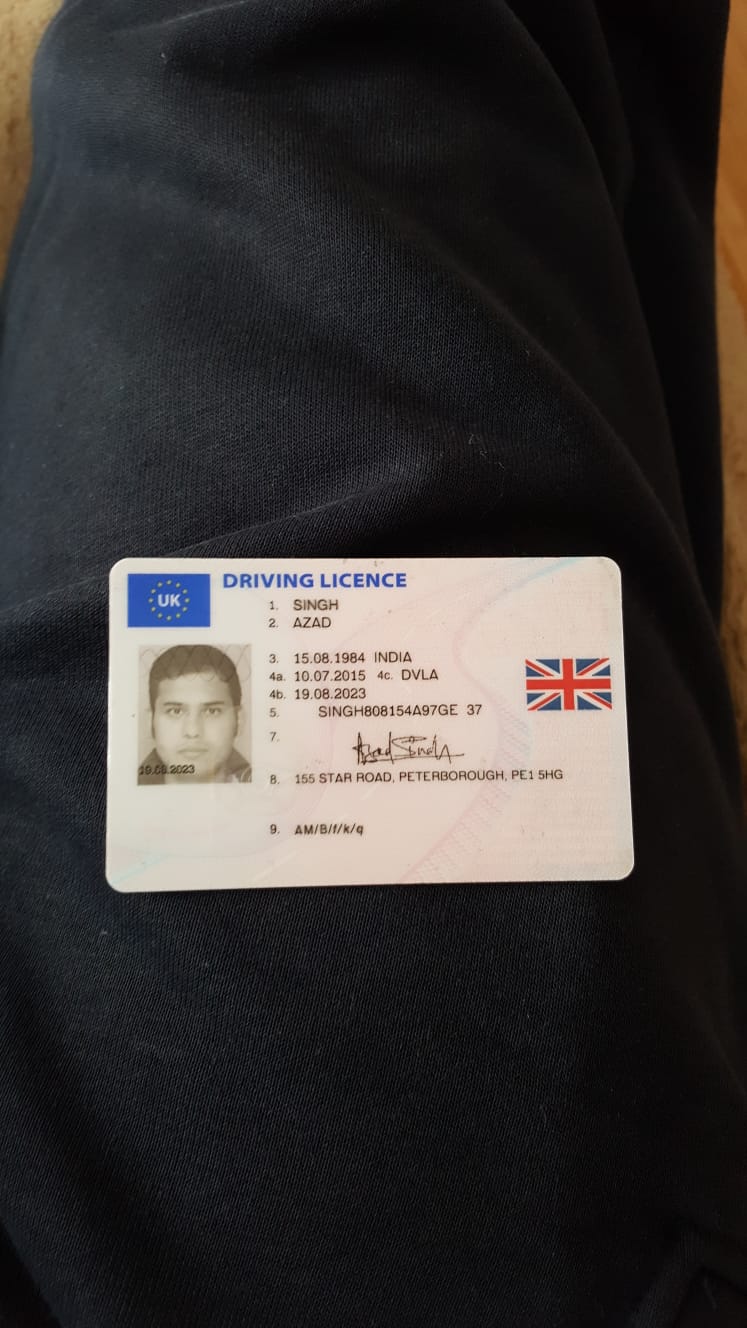 UK
DRIVING LICENCE
1. SINGH
2. AZAD
3. 15.08.1984 INDIA
4a. 10.07.2015 4c. DVLA
4b. 19.08.2023
5. SINGH808154A97GE 37
7. Azad Singh
8. 155 STAR ROAD, PETERBOROUGH, PE1 5HG
9. AM/B/f/k/q
19.08.2023